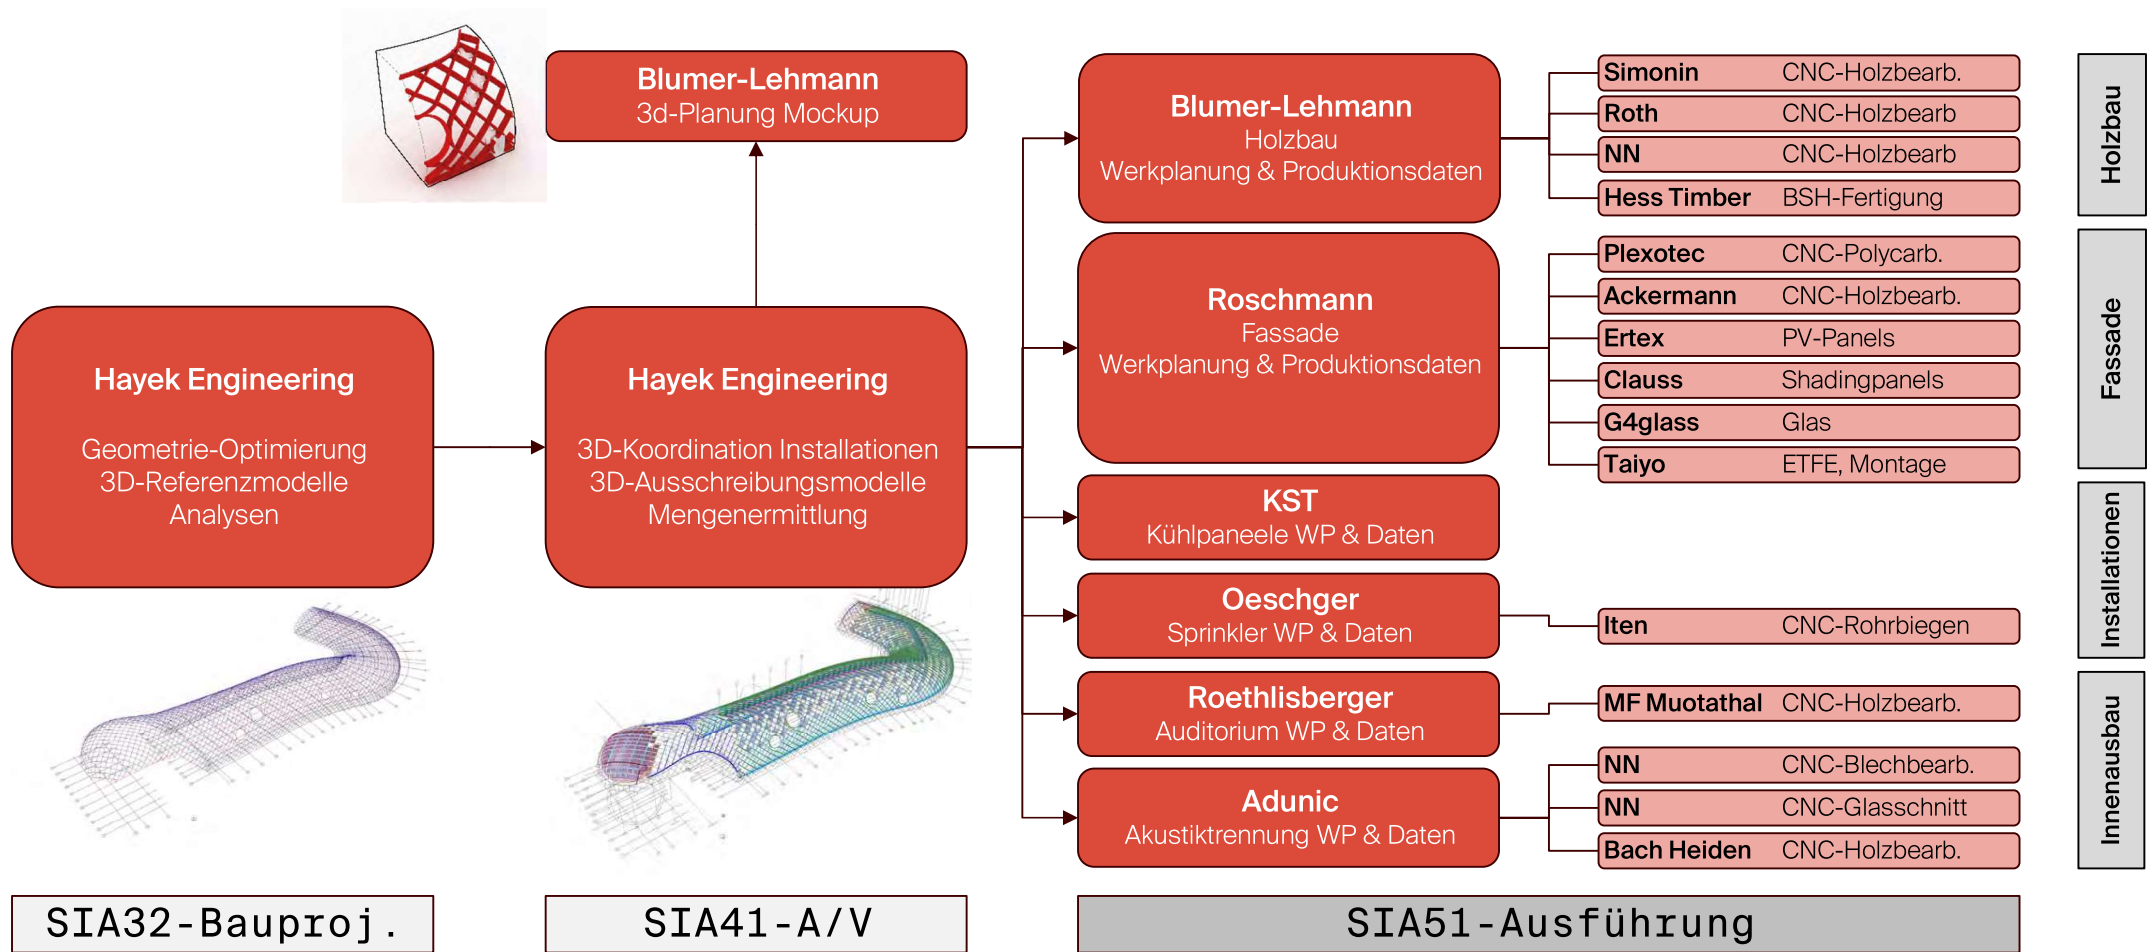 Blumer-Lehmann
3d-Planung Mockup
Hayek Engineering
Geometrie-Optimierung
3D-Referenzmodelle
Analysen
Hayek Engineering
3D-Koordination Installationen
3D-Ausschreibungsmodelle
Mengenermittlung
Blumer-Lehmann
Holzbau
Werkplanung & Produktionsdaten
Roschmann
Fassade
Werkplanung & Produktionsdaten
KST
Kühlpaneele WP & Daten
Oeschger
Sprinkler WP & Daten
Roethlisberger
Auditorium WP & Daten
Adunic
Akustiktrennung WP & Daten
Simonin CNC-Holzbearb.
Roth CNC-Holzbearb
NN CNC-Holzbearb
Hess Timber BSH-Fertigung
Plexotec CNC-Polycarb.
Ackermann CNC-Holzbearb.
Ertex PV-Panels
Clauss Shadingpanels
G4glass Glas
Taiyo ETFE, Montage
Iten CNC-Rohrbiegen
MF Muotathal CNC-Holzbearb.
NN CNC-Blechbearb.
NN CNC-Glasschnitt
Bach Heiden CNC-Holzbearb.
Holzbau
Fassade
Installationen
Innenausbau
SIA32-Bauproj.
SIA41-A/V
SIA51-Ausführung